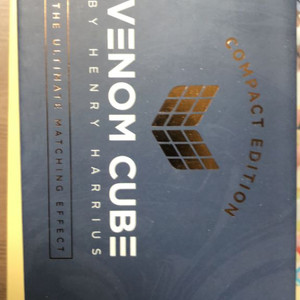 COMPACT EDITION
VENOM CUBE
BY HENRY HARRIUS
THE ULTIMATE MATCHING EFFECT